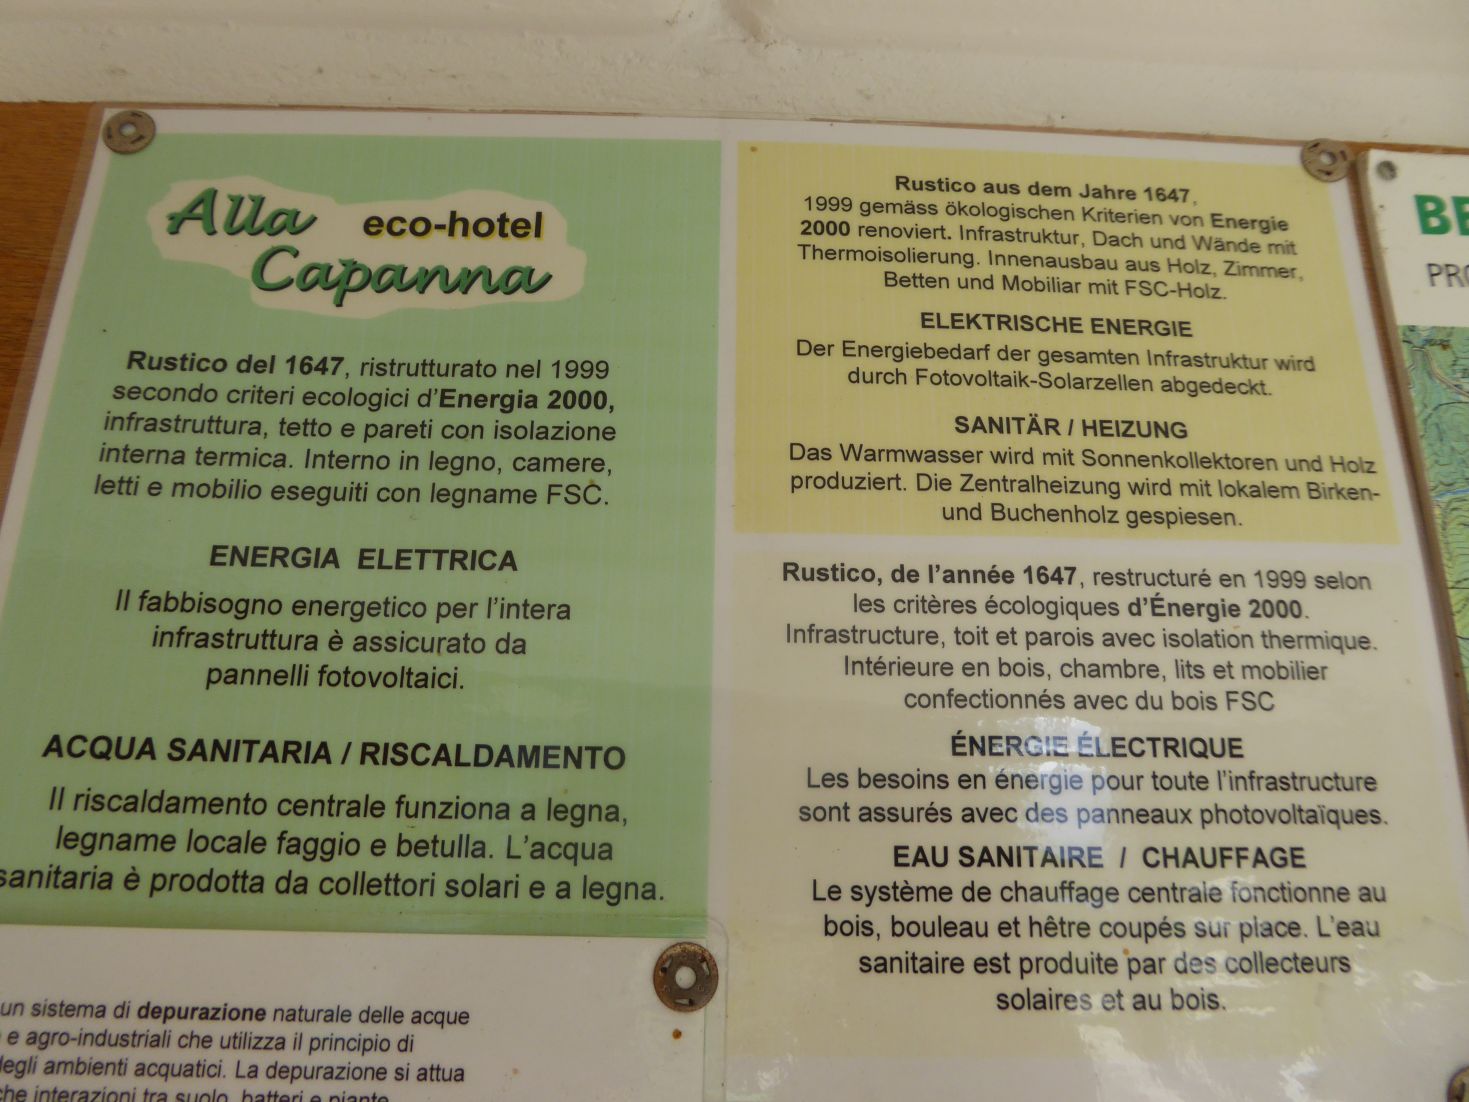 Alla
Capanna
eco-hotel
Rustico del 1647, ristrutturato nel 1999
secondo criteri ecologici d'Energia 2000,
infrastruttura, tetto e pareti con isolazione
interna termica. Interno in legno, camere,
letti e mobilio eseguiti con legname FSC.
ENERGIA ELETTRICA
Il fabbisogno energetico per l'intera
infrastruttura è assicurato da
pannelli fotovoltaici.
ACQUA SANITARIA / RISCALDAMENTO
Il riscaldamento centrale funziona a legna,
legname locale faggio e betulla. L'acqua
sanitaria è prodotta da collettori solari e a legna.
un sistema di depurazione naturale delle acque
e agro-industriali che utilizza il principio di
degli ambienti acquatici. La depurazione si attua
che interazioni tra suolo, batteri e piante
Rustico aus dem Jahre 1647,
1999 gemäss ökologischen Kriterien von Energie
2000 renoviert. Infrastruktur, Dach und Wände mit
Thermoisolierung. Innenausbau aus Holz, Zimmer,
Betten und Mobiliar mit FSC-Holz.
ELEKTRISCHE ENERGIE
Der Energiebedarf der gesamten Infrastruktur wird
durch Fotovoltaik-Solarzellen abgedeckt.
SANITÄR / HEIZUNG
Das Warmwasser wird mit Sonnenkollektoren und Holz
produziert. Die Zentralheizung wird mit lokalem Birken-
und Buchenholz gespiesen.
Rustico, de l'année 1647, restructuré en 1999 selon
les critères écologiques d'Énergie 2000.
Infrastructure, toit et parois avec isolation thermique.
Intérieure en bois, chambre, lits et mobilier
confectionnés avec du bois FSC
ÉNERGIE ÉLECTRIQUE
Les besoins en énergie pour toute l'infrastructure
sont assurés avec des panneaux photovoltaïques.
EAU SANITAIRE / CHAUFFAGE
Le système de chauffage centrale fonctionne au
bois, bouleau et hêtre coupés sur place. L'eau
sanitaire est produite par des collecteurs
solaires et au bois.